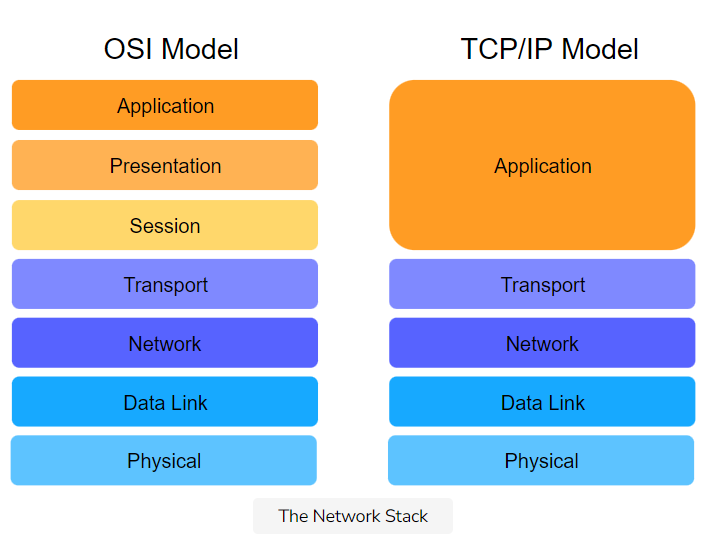 OSI Model
Application
Presentation
Session
Transport
Network
Data Link
Physical
TCP/IP Model
Application
Transport
Network
Data Link
Physical
The Network Stack